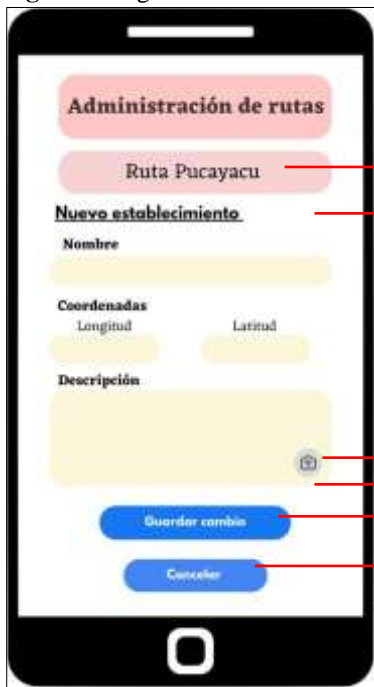 Administración de rutas
Ruta Pucayacu
Nuevo establecimiento
Nombre
Coordenadas
Longitud Latitud
Descripción
Guardar cambio
Cancelar